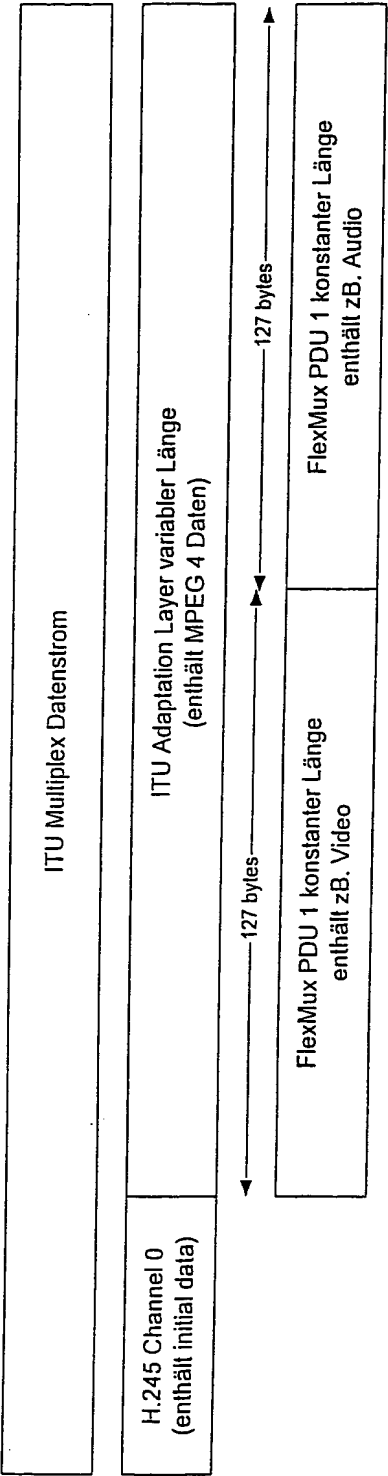 ITU Multiplex Datenstrom
H.245 Channel 0
(enthält initial data)
ITU Adaptation Layer variabler Länge
(enthält MPEG 4 Daten)
127 bytes
127 bytes
FlexMux PDU 1 konstanter Länge
enthält zB. Video
FlexMux PDU 1 konstanter Länge
enthält zB. Audio